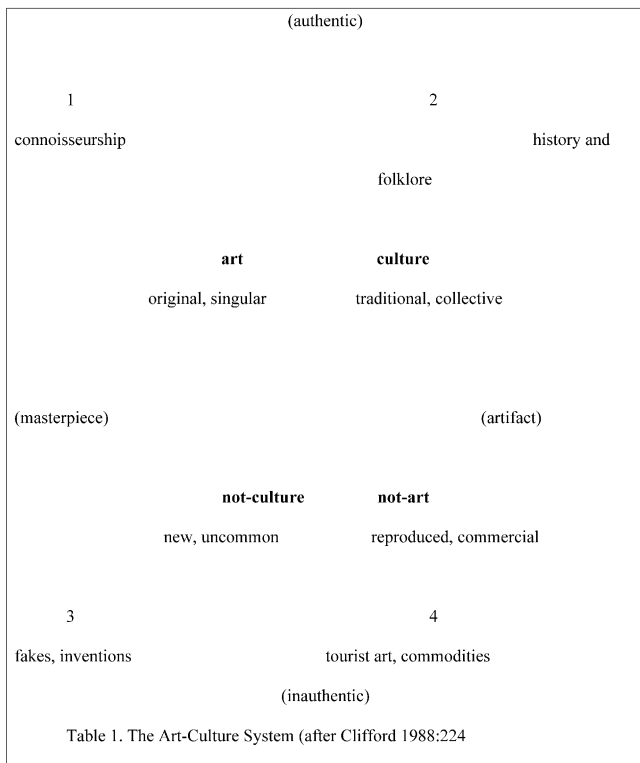 (authentic)
1 2
connoisseurship history and
folklore
art culture
original, singular traditional, collective
(masterpiece) (artifact)
not-culture not-art
new, uncommon reproduced, commercial
3 4
fakes, inventions tourist art, commodities
(inauthentic)
Table 1. The Art-Culture System (after Clifford 1988:224